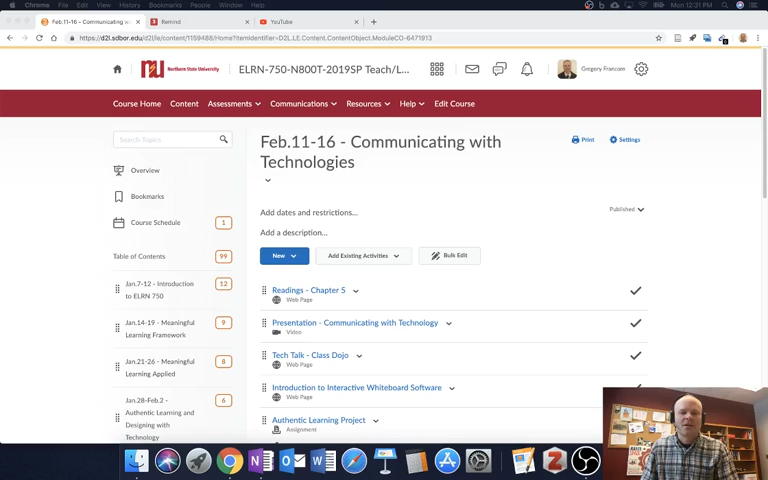 Chrome File Edit View History Bookmarks People Window Help Mon 12:31 PM
Feb.11-16 - Communicating w Remind YouTube
https://d2l.sdbor.edu/d2l/le/content/1159488/Home?itemIdentifier=D2L.LE.Content.ContentObject.ModuleCO-6471913
NSU Northern State University ELRN-750-N800T-2019SP Teach/L... Gregory Francom
Course Home Content Assessments Communications Resources Help Edit Course
Search Topics
Overview
Bookmarks
Course Schedule 1
Table of Contents 99
Jan.7-12 - Introduction to ELRN 750 12
Jan.14-19 - Meaningful Learning Framework 9
Jan.21-26 - Meaningful Learning Applied 8
Jan.28-Feb.2 - Authentic Learning and Designing with Technology 6
Feb.11-16 - Communicating with
Technologies
Print Settings
Add dates and restrictions...
Published
Add a description...
New Add Existing Activities Bulk Edit
Readings - Chapter 5
Web Page
Presentation - Communicating with Technology
Video
Tech Talk - Class Dojo
Web Page
Introduction to Interactive Whiteboard Software
Web Page
Authentic Learning Project
Assignment